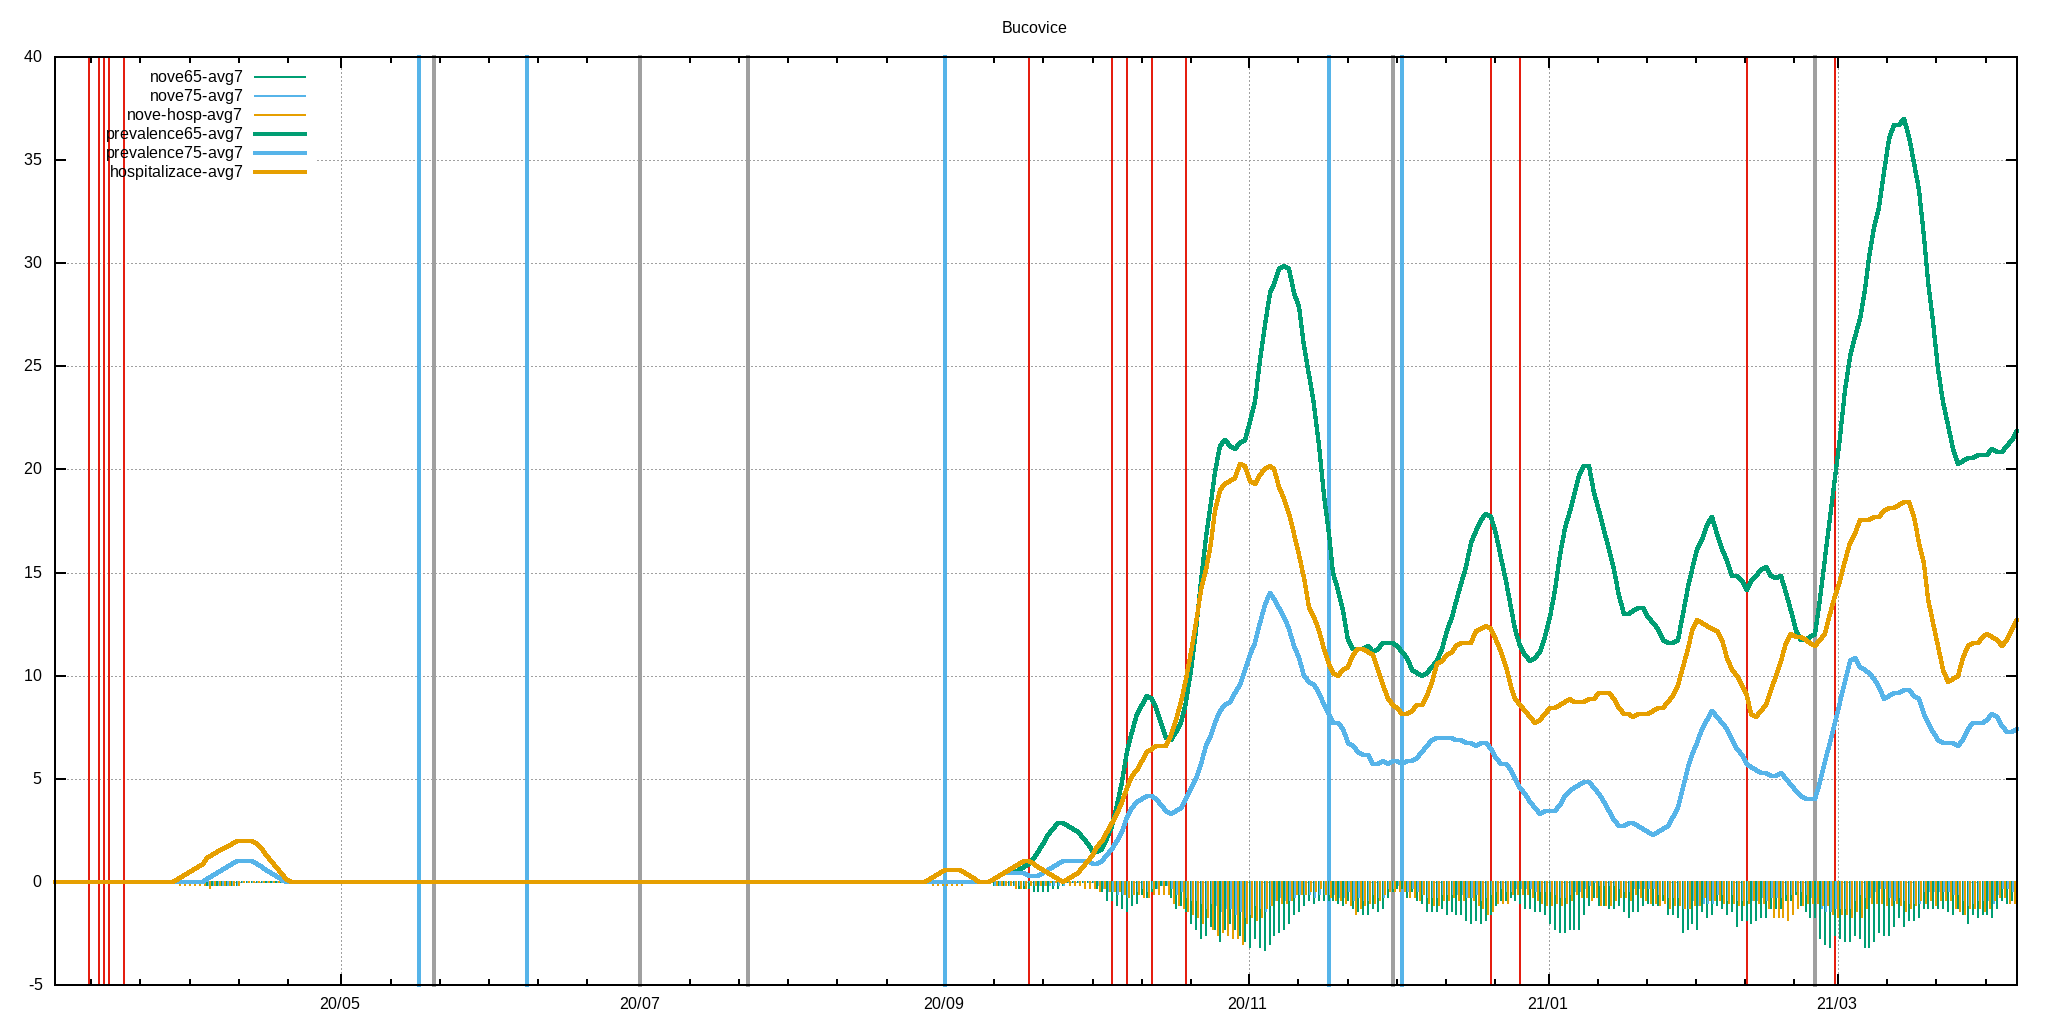 Bucovice
nove65-avg7
nove75-avg7
nove-hosp-avg7
prevalence65-avg7
prevalence75-avg7
hospitalizace-avg7
40
35
30
25
20
15
10
5
0
-5
20/05 20/07 20/09 20/11 21/01 21/03